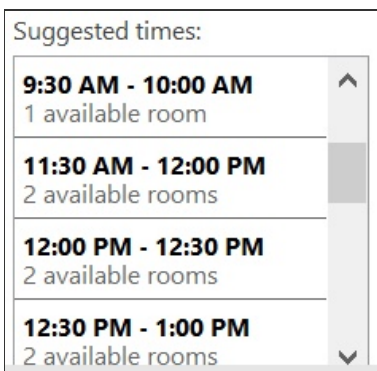 Suggested times:
9:30 AM - 10:00 AM
1 available room
11:30 AM - 12:00 PM
2 available rooms
12:00 PM - 12:30 PM
2 available rooms
12:30 PM - 1:00 PM
2 available rooms